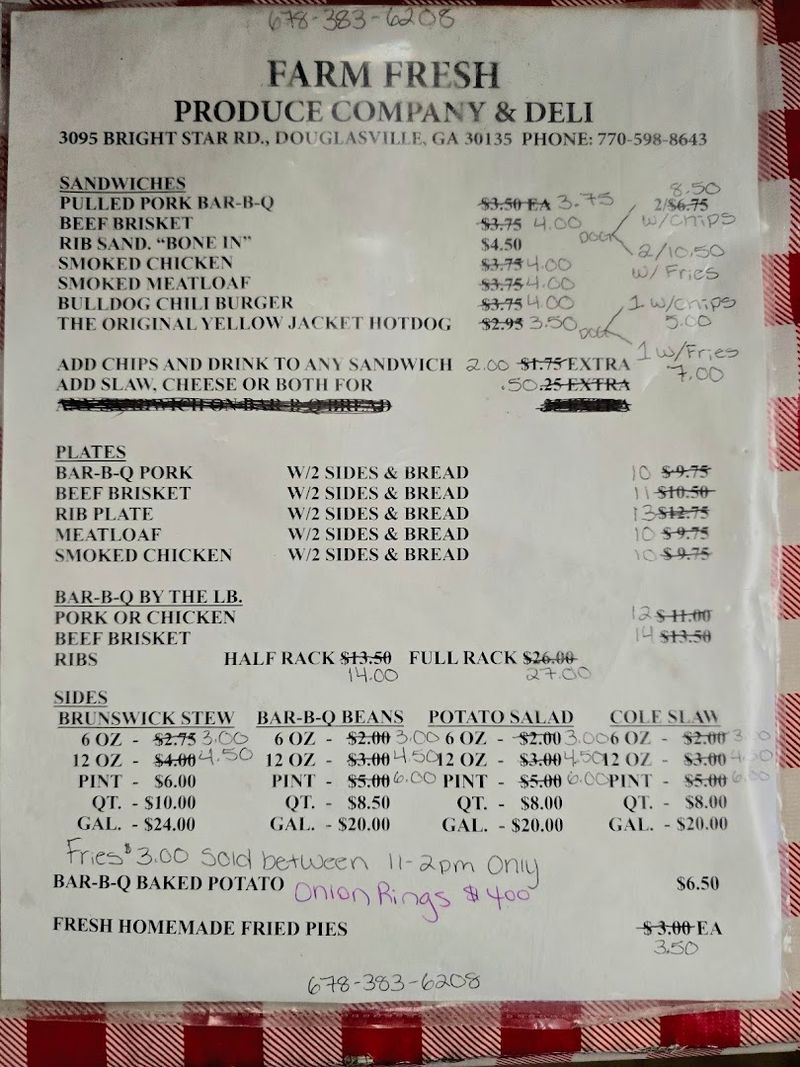 678-383-6208
FARM FRESH
PRODUCE COMPANY & DELI
3095 BRIGHT STAR RD., DOUGLASVILLE, GA 30135 PHONE: 770-598-8643
SANDWICHES 8.50
PULLED PORK BAR-B-Q $3.50 EA 3.75 2/$6.75
BEEF BRISKET $3.75 4.00 w/chips
RIB SAND. “BONE IN” $4.50 2/10.50
SMOKED CHICKEN $3.75 4.00 w/ Fries
SMOKED MEATLOAF $3.75 4.00
BULLDOG CHILI BURGER $3.75 4.00 1 w/chips
THE ORIGINAL YELLOW JACKET HOTDOG $2.95 3.50 5.00
1 w/Fries
ADD CHIPS AND DRINK TO ANY SANDWICH 2.00 $1.75 EXTRA 7.00
ADD SLAW, CHEESE OR BOTH FOR .50 .25 EXTRA
PLATES
BAR-B-Q PORK W/2 SIDES & BREAD 10 $ 9.75
BEEF BRISKET W/2 SIDES & BREAD 11 $10.50
RIB PLATE W/2 SIDES & BREAD 13 $12.75
MEATLOAF W/2 SIDES & BREAD 10 $ 9.75
SMOKED CHICKEN W/2 SIDES & BREAD 10 $ 9.75
BAR-B-Q BY THE LB.
PORK OR CHICKEN 12 $ 11.00
BEEF BRISKET 14 $13.50
RIBS HALF RACK $13.50 FULL RACK $26.00
14.00 27.00
SIDES
BRUNSWICK STEW BAR-B-Q BEANS POTATO SALAD COLE SLAW
6 OZ - $2.75 3.00 6 OZ - $2.00 3.00 6 OZ - $2.00 3.00 6 OZ - $2.00 3.00
12 OZ - $4.00 4.50 12 OZ - $3.00 4.50 12 OZ - $3.00 4.50 12 OZ - $3.00 4.50
PINT - $6.00 PINT - $5.00 6.00 PINT - $5.00 6.00 PINT - $5.00 6.00
QT. - $10.00 QT. - $8.50 QT. - $8.00 QT. - $8.00
GAL. - $24.00 GAL. - $20.00 GAL. - $20.00 GAL. - $20.00
Fries $3.00 Sold between 11-2pm Only
BAR-B-Q BAKED POTATO $6.50
Onion Rings $400
FRESH HOMEMADE FRIED PIES $ 3.00 EA
3.50
678-383-6208